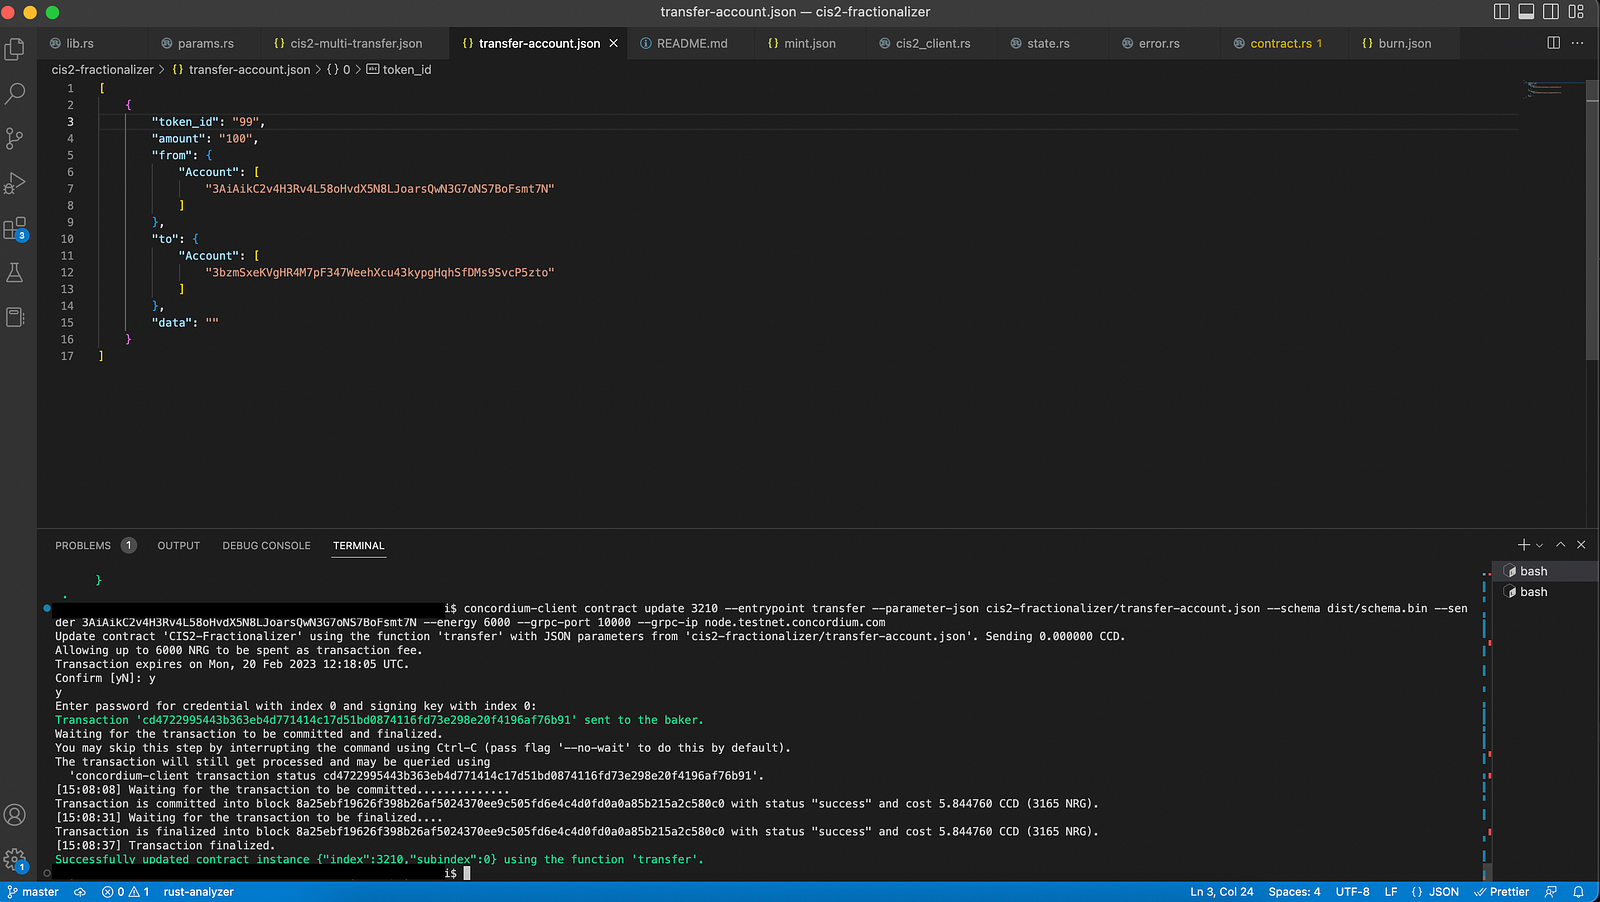 transfer-account.json — cis2-fractionalizer
lib.rs
params.rs
{} cis2-multi-transfer.json
{} transfer-account.json
README.md
{} mint.json
cis2_client.rs
state.rs
error.rs
contract.rs 1
{} burn.json
cis2-fractionalizer > {} transfer-account.json > {} 0 > abc token_id
1 [
2 {
3 "token_id": "99",
4 "amount": "100",
5 "from": {
6 "Account": [
7 "3AiAikC2v4H3Rv4L58oHvdX5N8LJoarsQwN3G7oNS7BoFsmt7N"
8 ]
9 },
10 "to": {
11 "Account": [
12 "3bzmSxeKVgHR4M7pF347WeehXcu43kypgHqhSfDMs9SvcP5zto"
13 ]
14 },
15 "data": ""
16 }
17 ]
3
1
PROBLEMS 1 OUTPUT DEBUG CONSOLE TERMINAL
bash
bash
}
.
i$ concordium-client contract update 3210 --entrypoint transfer --parameter-json cis2-fractionalizer/transfer-account.json --schema dist/schema.bin --sen
der 3AiAikC2v4H3Rv4L58oHvdX5N8LJoarsQwN3G7oNS7BoFsmt7N --energy 6000 --grpc-port 10000 --grpc-ip node.testnet.concordium.com
Update contract 'CIS2-Fractionalizer' using the function 'transfer' with JSON parameters from 'cis2-fractionalizer/transfer-account.json'. Sending 0.000000 CCD.
Allowing up to 6000 NRG to be spent as transaction fee.
Transaction expires on Mon, 20 Feb 2023 12:18:05 UTC.
Confirm [yN]: y
y
Enter password for credential with index 0 and signing key with index 0:
Transaction 'cd4722995443b363eb4d771414c17d51bd0874116fd73e298e20f4196af76b91' sent to the baker.
Waiting for the transaction to be committed and finalized.
You may skip this step by interrupting the command using Ctrl-C (pass flag '--no-wait' to do this by default).
The transaction will still get processed and may be queried using
'concordium-client transaction status cd4722995443b363eb4d771414c17d51bd0874116fd73e298e20f4196af76b91'.
[15:08:08] Waiting for the transaction to be committed..............
Transaction is committed into block 8a25ebf19626f398b26af5024370ee9c505fd6e4c4d0fd0a0a85b215a2c580c0 with status "success" and cost 5.844760 CCD (3165 NRG).
[15:08:31] Waiting for the transaction to be finalized....
Transaction is finalized into block 8a25ebf19626f398b26af5024370ee9c505fd6e4c4d0fd0a0a85b215a2c580c0 with status "success" and cost 5.844760 CCD (3165 NRG).
[15:08:37] Transaction finalized.
Successfully updated contract instance {"index":3210,"subindex":0} using the function 'transfer'.
i$
master 0 1 rust-analyzer
Ln 3, Col 24 Spaces: 4 UTF-8 LF {} JSON Prettier